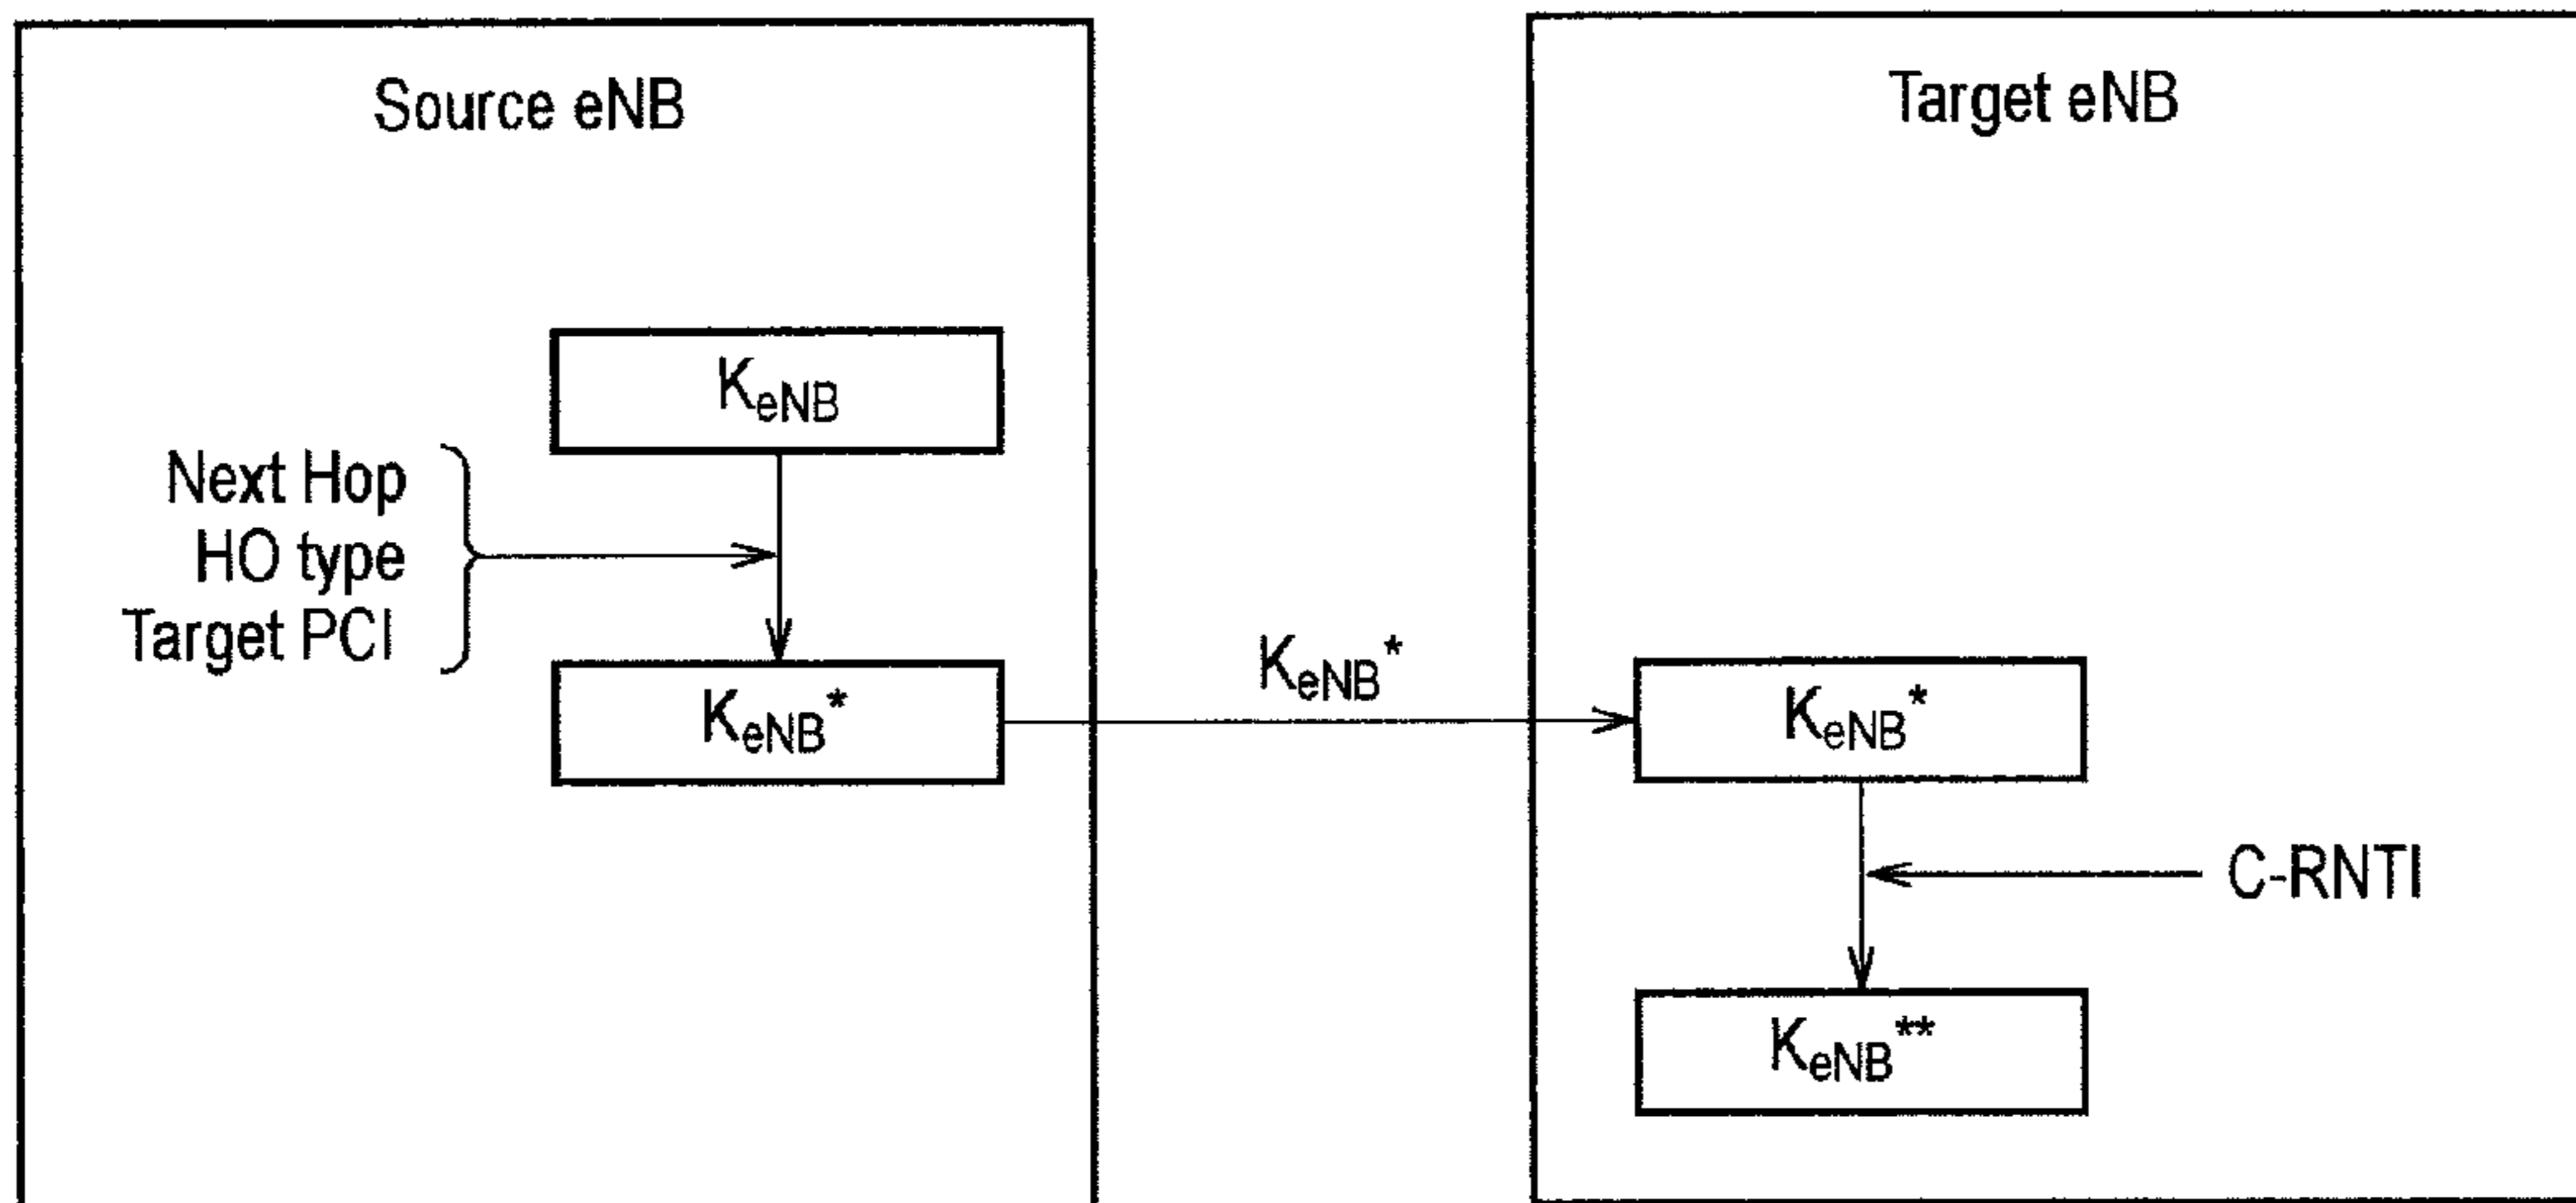 Source eNB
Target eNB
KeNB
Next Hop
HO type
Target PCI
KeNB*
KeNB*
KeNB*
C-RNTI
KeNB**